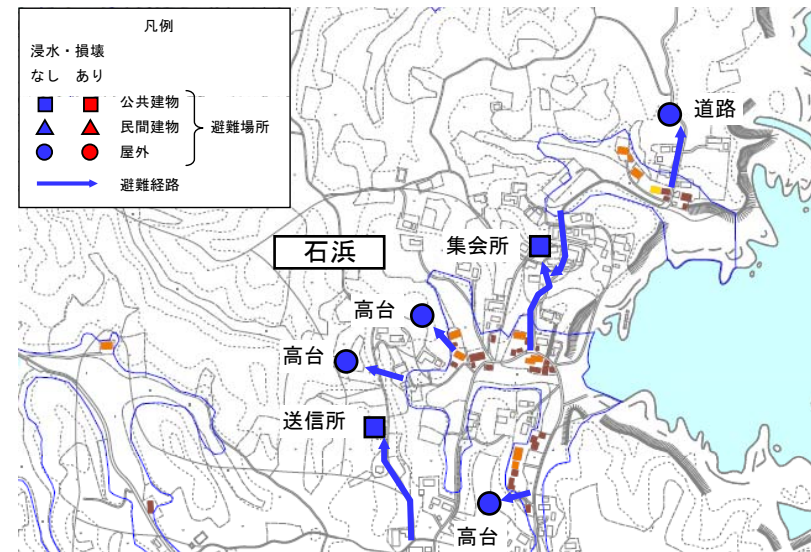 凡例
浸水・損壊
なし あり
公共建物
民間建物
避難場所
屋外
避難経路
道路
集会所
石浜
高台
高台
送信所
高台